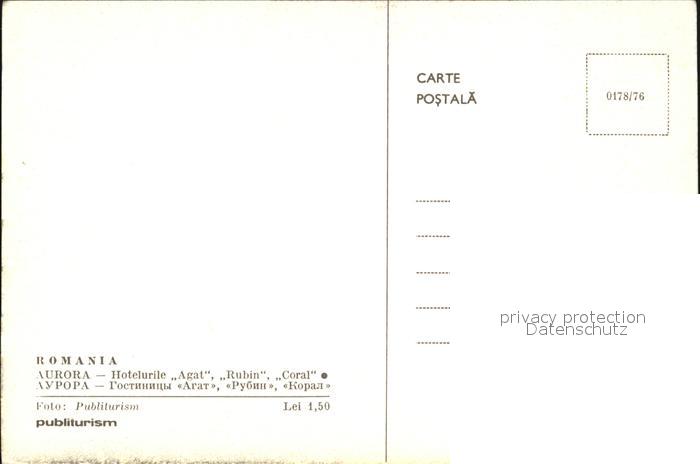 CARTE
POȘTALĂ
0178/76
privacy protection
Datenschutz
ROMANIA
AURORA — Hotelurile „Agat“, „Rubin“, „Coral“ ●
АУРОРА — Гостиницы «Агат», «Рубин», «Корал»
Foto: Publiturism Lei 1,50
publiturism